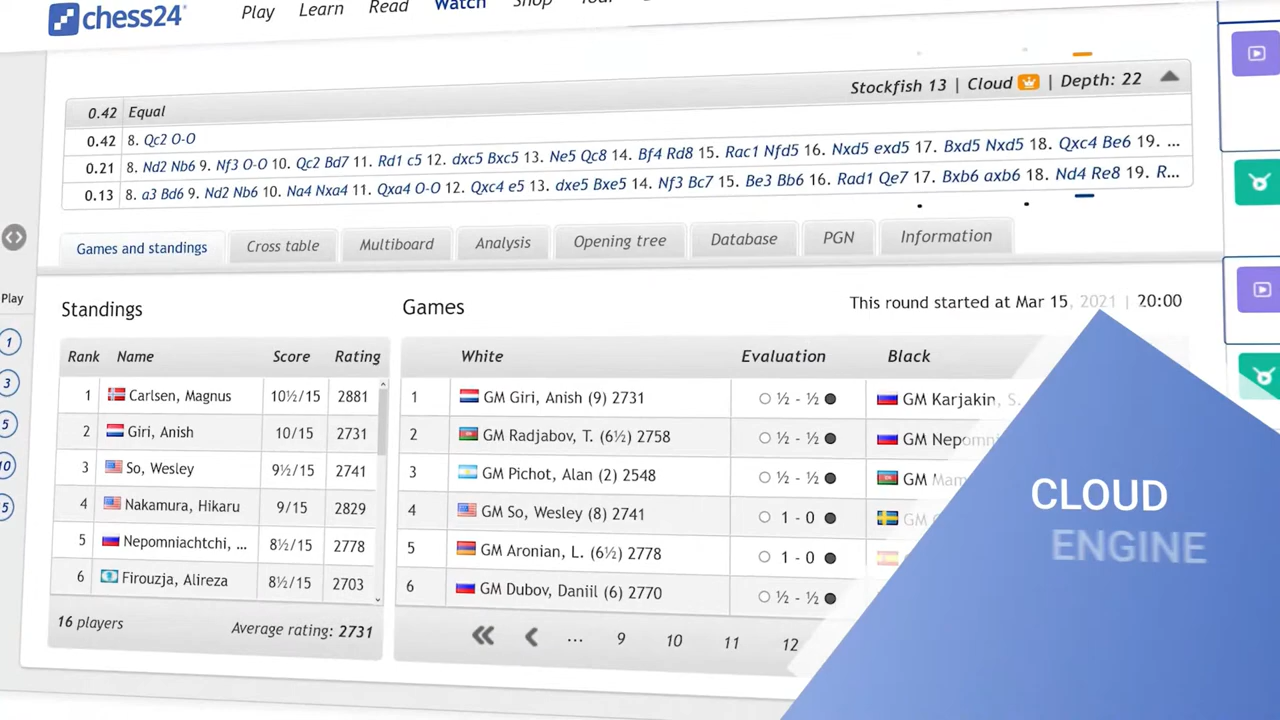 chess24
Play Learn Read Watch Shop Tour
0.42 Equal Stockfish 13 | Cloud | Depth: 22
0.42 8. Qc2 O-O
0.21 8. Nd2 Nb6 9. Nf3 O-O 10. Qc2 Bd7 11. Rd1 c5 12. dxc5 Bxc5 13. Ne5 Qc8 14. Bf4 Rd8 15. Rac1 Nfd5 16. Nxd5 exd5 17. Bxd5 Nxd5 18. Qxc4 Be6 19. ...
0.13 8. a3 Bd6 9. Nd2 Nb6 10. Na4 Nxa4 11. Qxa4 O-O 12. Qxc4 e5 13. dxe5 Bxe5 14. Nf3 Bc7 15. Be3 Bb6 16. Rad1 Qe7 17. Bxb6 axb6 18. Nd4 Re8 19. R...
Games and standings Cross table Multiboard Analysis Opening tree Database PGN Information
Play
1
3
5
10
5
Standings
Rank Name Score Rating
1 Carlsen, Magnus 10½/15 2881
2 Giri, Anish 10/15 2731
3 So, Wesley 9½/15 2741
4 Nakamura, Hikaru 9/15 2829
5 Nepomniachtchi, ... 8½/15 2778
6 Firouzja, Alireza 8½/15 2703
16 players Average rating: 2731
Games This round started at Mar 15, 2021 | 20:00
White Evaluation Black
1 GM Giri, Anish (9) 2731 ½ - ½ GM Karjakin, S.
2 GM Radjabov, T. (6½) 2758 ½ - ½ GM Nepomni
3 GM Pichot, Alan (2) 2548 ½ - ½ GM Mam
4 GM So, Wesley (8) 2741 1 - 0 GM
5 GM Aronian, L. (6½) 2778 1 - 0
6 GM Dubov, Daniil (6) 2770 ½ - ½
... 9 10 11 12
CLOUD
ENGINE